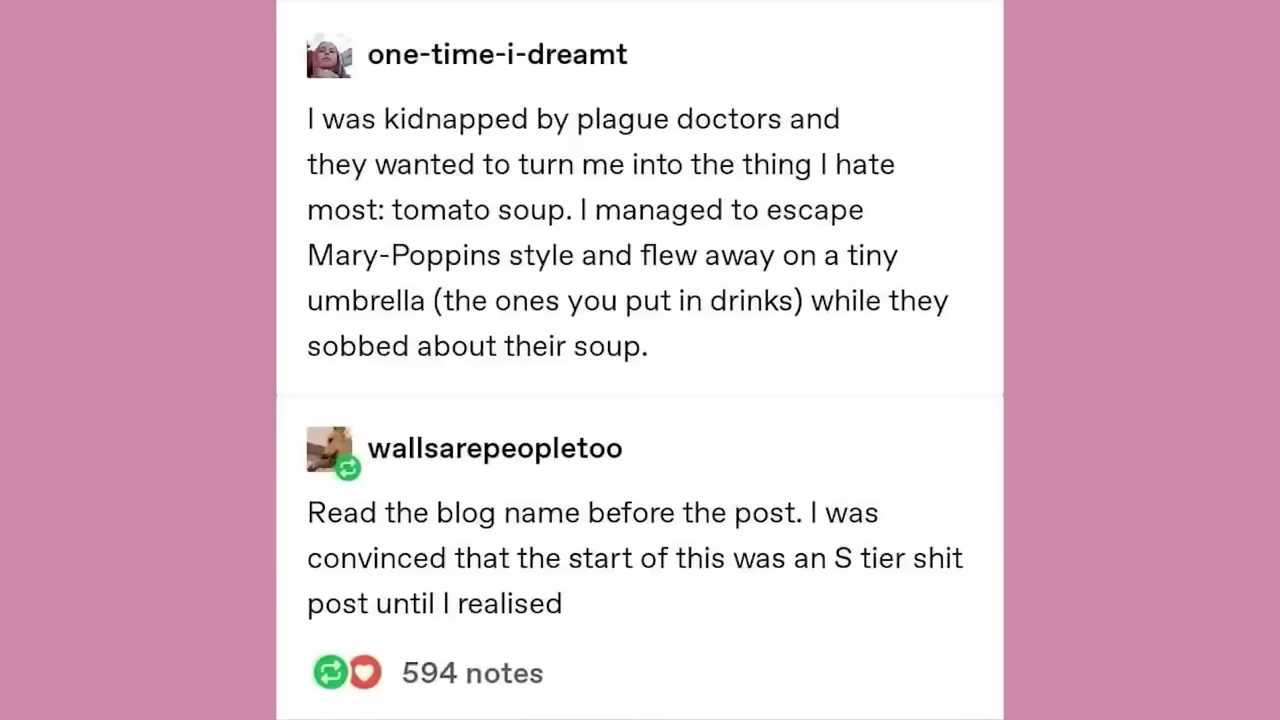 one-time-i-dreamt
I was kidnapped by plague doctors and
they wanted to turn me into the thing I hate
most: tomato soup. I managed to escape
Mary-Poppins style and flew away on a tiny
umbrella (the ones you put in drinks) while they
sobbed about their soup.
wallsarepeopletoo
Read the blog name before the post. I was
convinced that the start of this was an S tier shit
post until I realised
594 notes